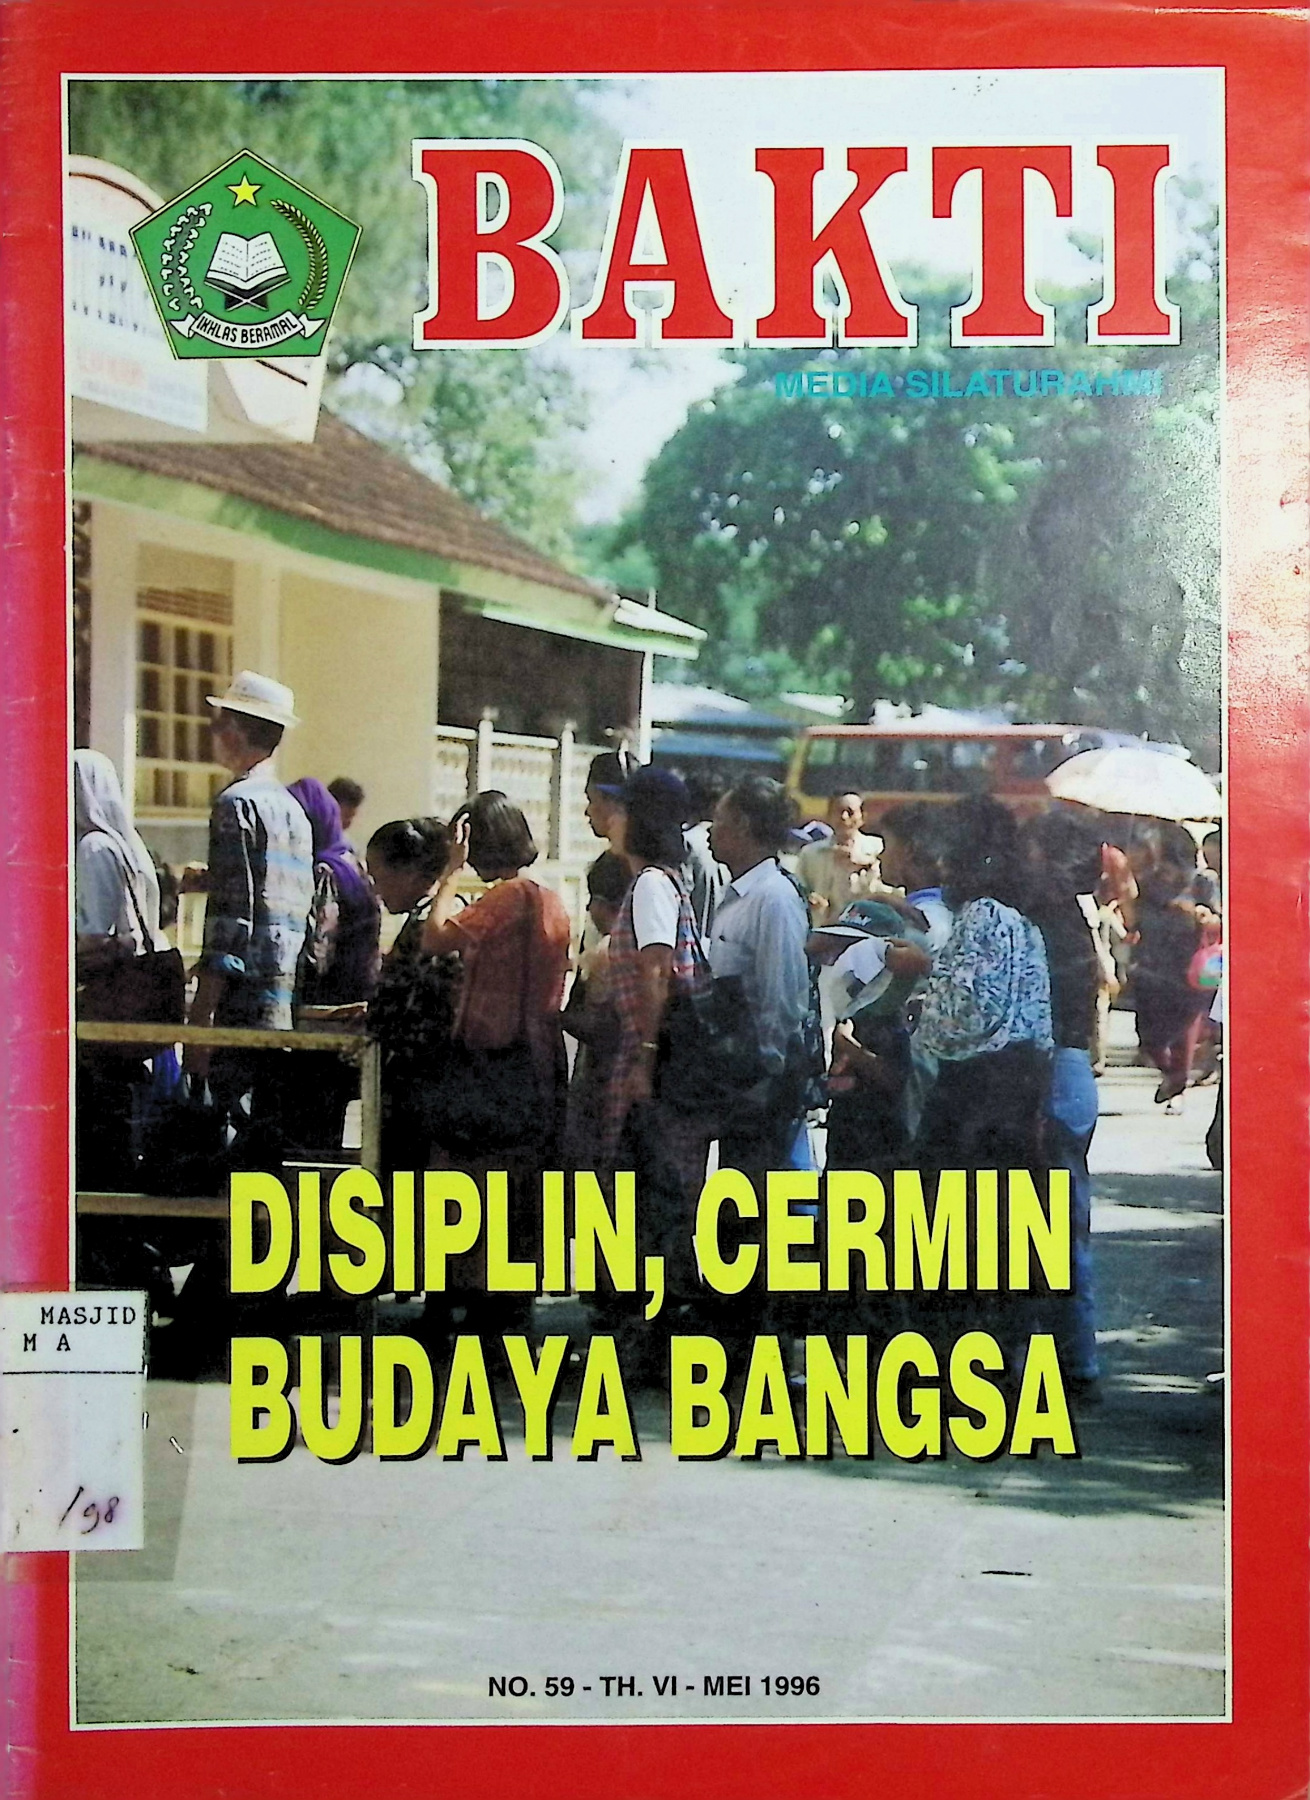 BAKTI
IKHLAS BERAMAL
MEDIA SILATURAHMI
DISIPLIN, CERMIN
BUDAYA BANGSA
MASJID
M A
/98
NO. 59 - TH. VI - MEI 1996